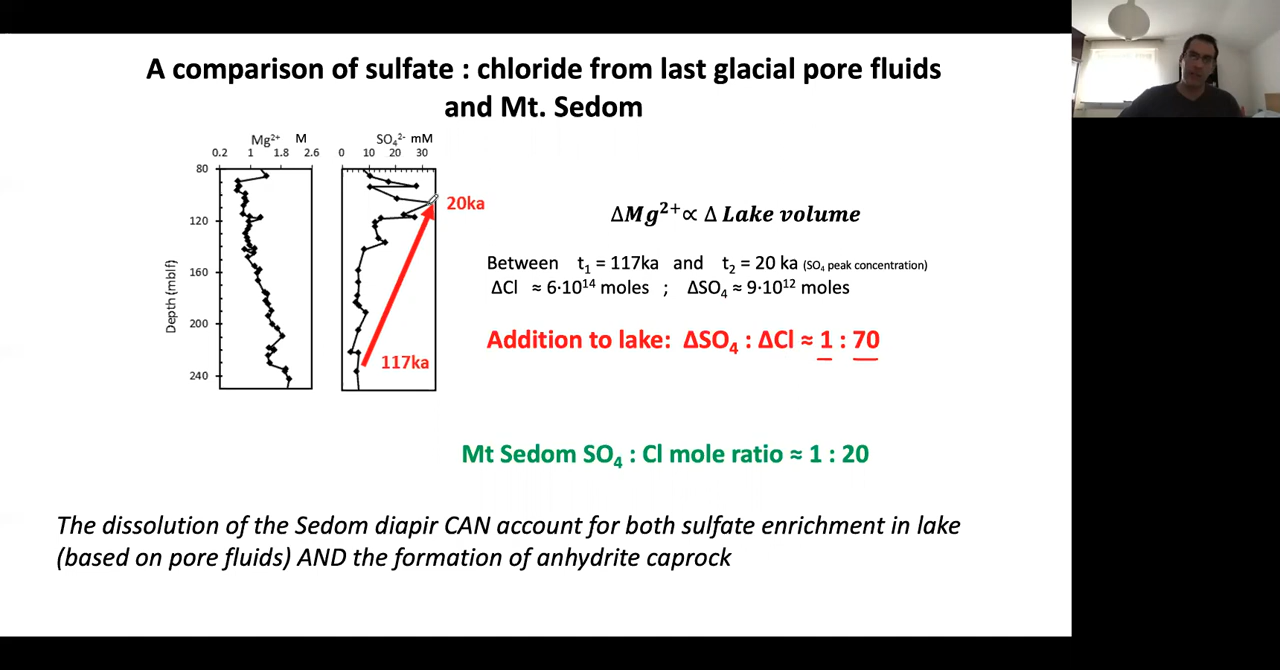 A comparison of sulfate : chloride from last glacial pore fluids
and Mt. Sedom
Mg²⁺ M
0.2 1 1.8 2.6
SO₄²⁻ mM
0 10 20 30
80
120
160
200
240
Depth (mblf)
20ka
117ka
ΔMg²⁺∝ Δ Lake volume
Between t₁ = 117ka and t₂ = 20 ka (SO₄ peak concentration)
ΔCl ≈ 6·10¹⁴ moles ; ΔSO₄ ≈ 9·10¹² moles
Addition to lake: ΔSO₄ : ΔCl ≈ 1 : 70
Mt Sedom SO₄ : Cl mole ratio ≈ 1 : 20
The dissolution of the Sedom diapir CAN account for both sulfate enrichment in lake
(based on pore fluids) AND the formation of anhydrite caprock